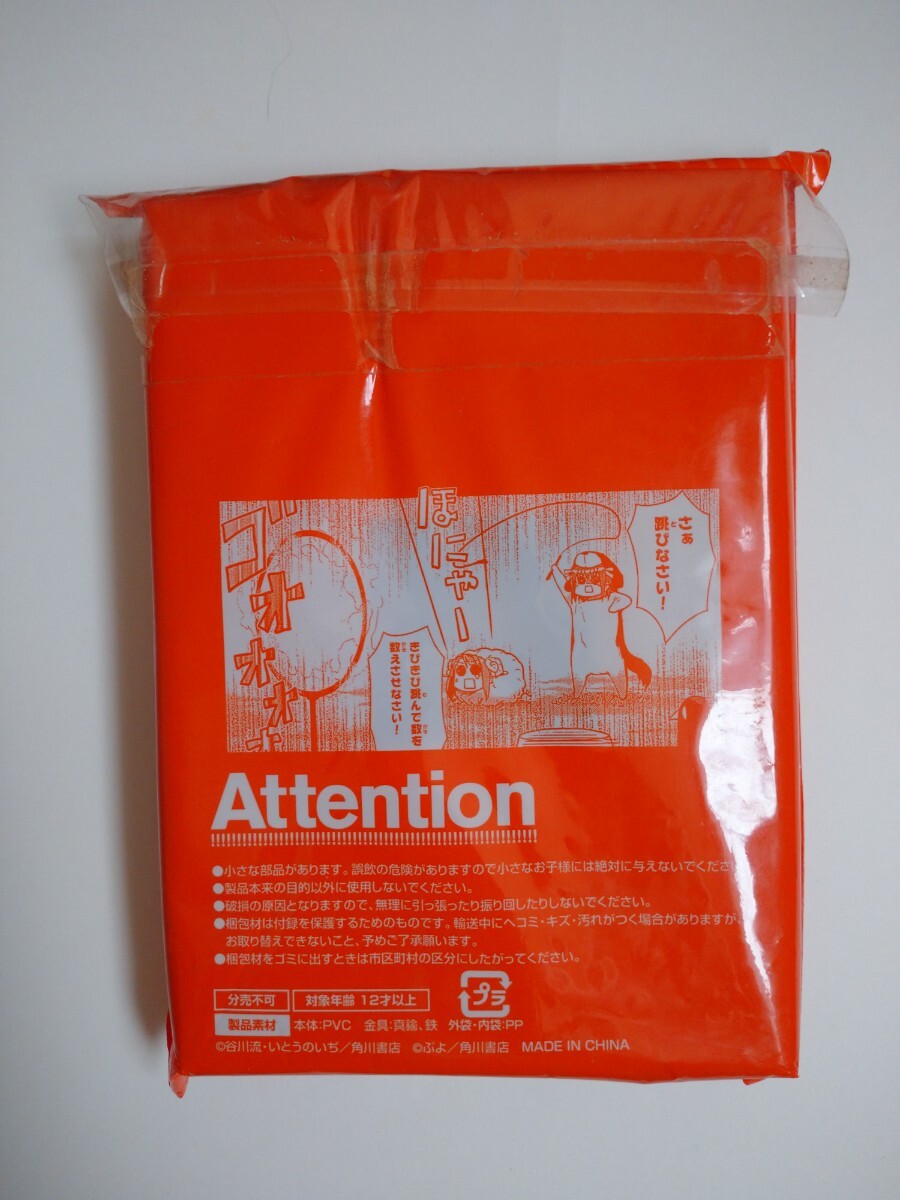 さぁ
跳びなさい！
と
ほにゃー
ゴオオオオ
きびきび跳んで数を
と
かず
数えさせなさい！
かぞ
Attention
!!!!!!!!!!!!!!!!!!!!!!!!!!!!!!!!!!!!!!!!!!!!!!!!!!!!!!!!
●小さな部品があります。誤飲の危険がありますので小さなお子様には絶対に与えないでくださ
●製品本来の目的以外に使用しないでください。
●破損の原因となりますので、無理に引っ張ったり振り回したりしないでください。
●梱包材は付録を保護するためのものです。輸送中にヘコミ・キズ・汚れがつく場合がありますが、
お取り替えできないこと、予めご了承願います。
●梱包材をゴミに出すときは市区町村の区分にしたがってください。
分売不可 対象年齢 12才以上 プラ
製品素材 本体:PVC 金具:真鍮、鉄 外袋・内袋:PP
©谷川流・いとうのいぢ／角川書店 ©ぷよ／角川書店 MADE IN CHINA